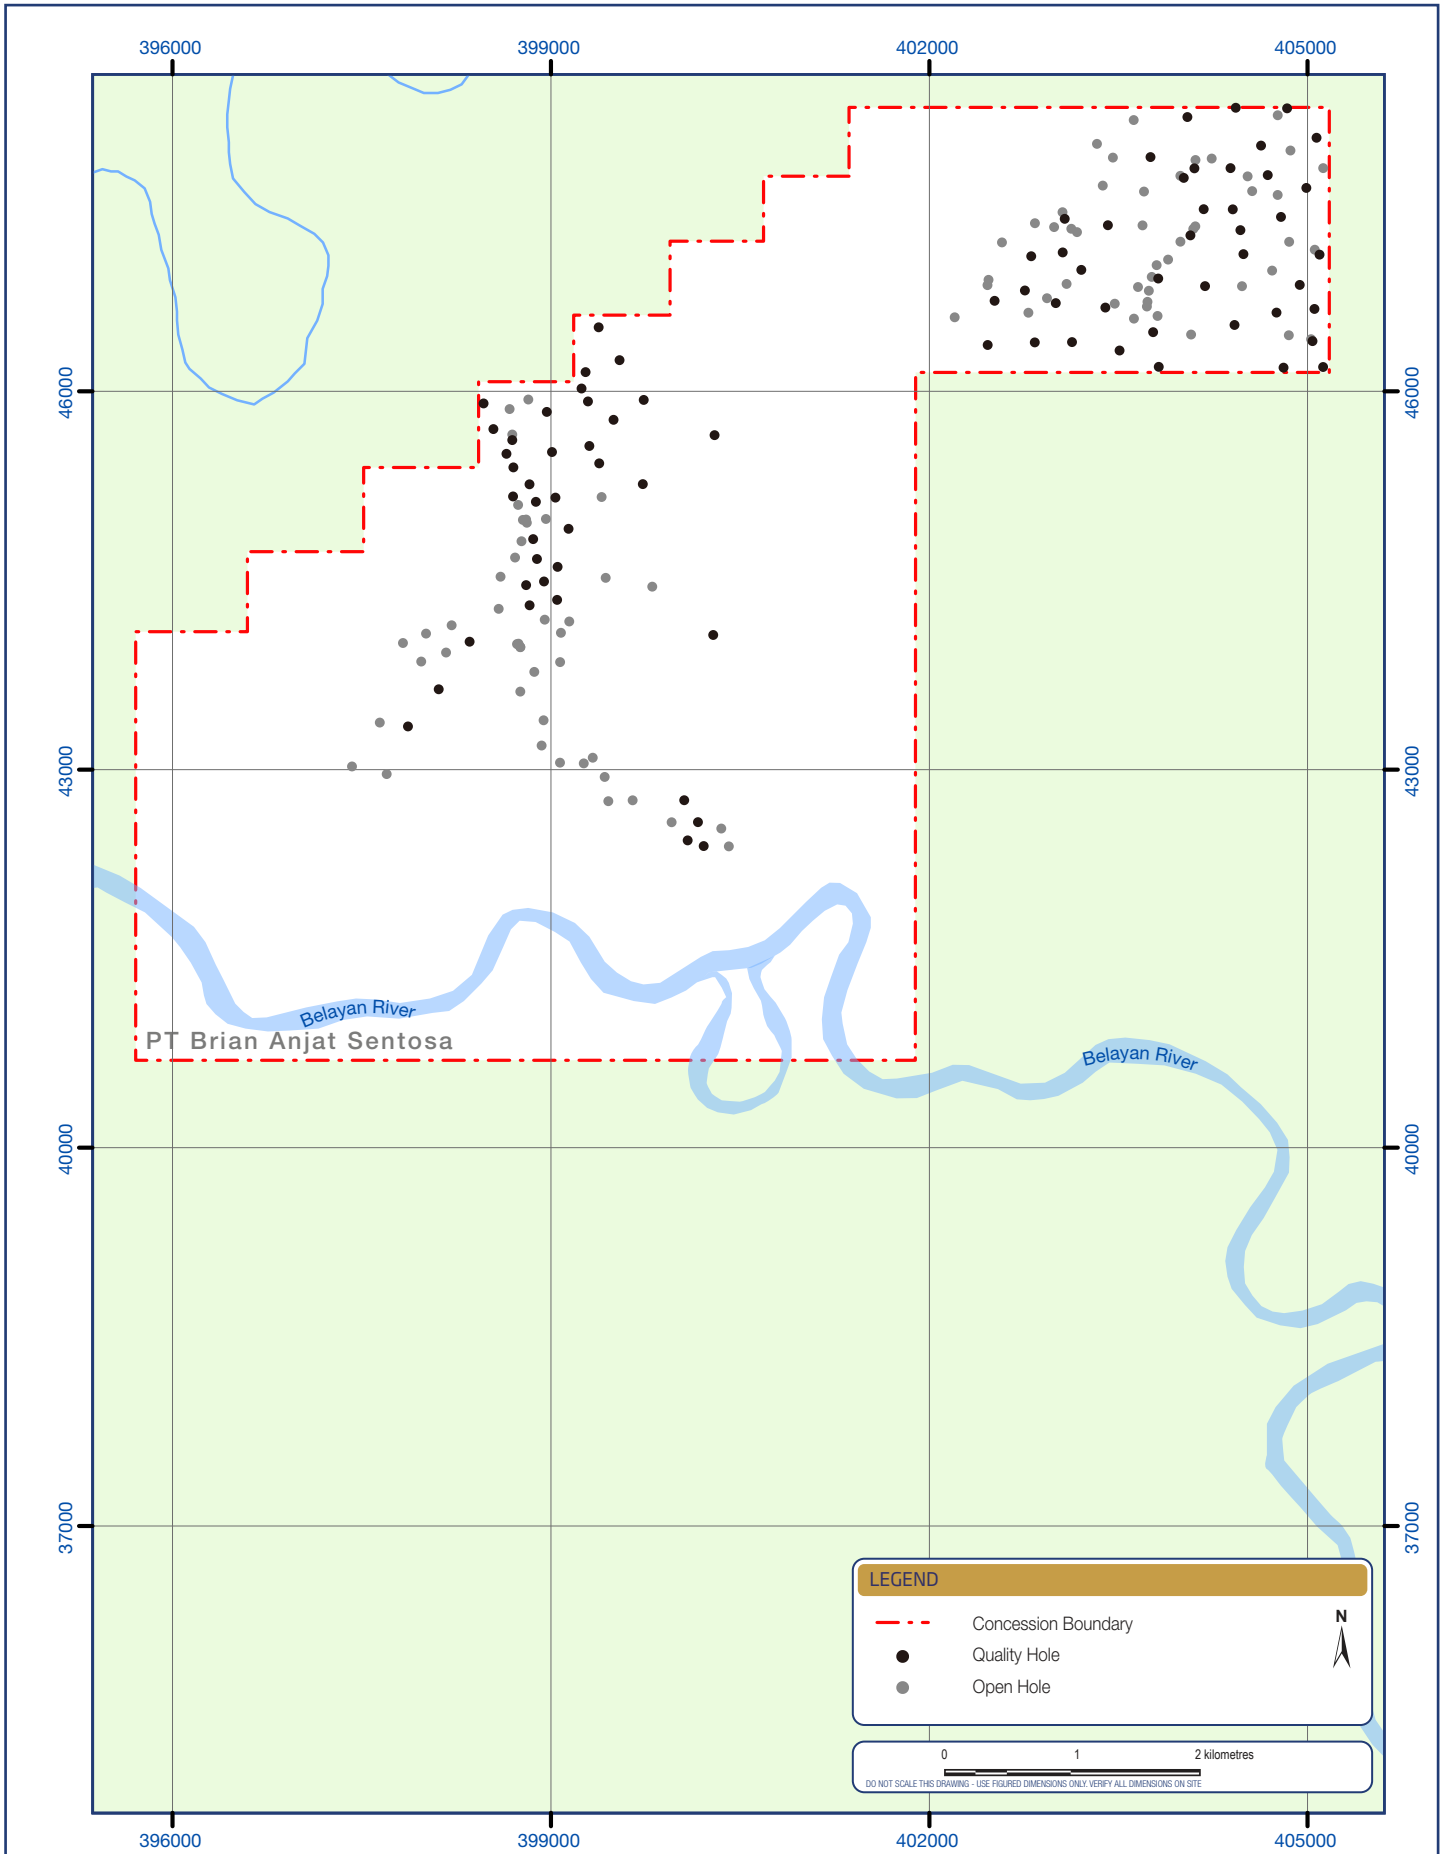 396000 399000 402000 405000
46000 46000
43000 43000
Belayan River
PT Brian Anjat Sentosa
Belayan River
40000 40000
37000 37000
LEGEND
Concession Boundary
Quality Hole
Open Hole
N
0 1 2 kilometres
DO NOT SCALE THIS DRAWING - USE FIGURED DIMENSIONS ONLY. VERIFY ALL DIMENSIONS ON SITE
396000 399000 402000 405000